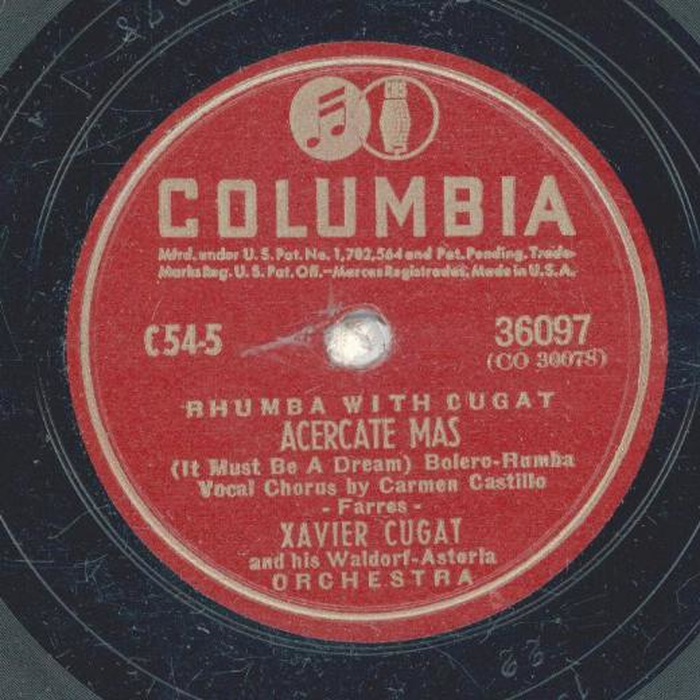 COLUMBIA
Mfrd. under U. S. Pat. No. 1,702,564 and Pat. Pending. Trade-
Marks Reg. U. S. Pat. Off.—Marcas Registradas, Made in U. S. A.
C54-5
36097
(CO 30078)
RHUMBA WITH CUGAT
ACERCATE MAS
(It Must Be A Dream) Bolero-Rumba
Vocal Chorus by Carmen Castillo
- Farres -
XAVIER CUGAT
and his Waldorf-Astoria
ORCHESTRA